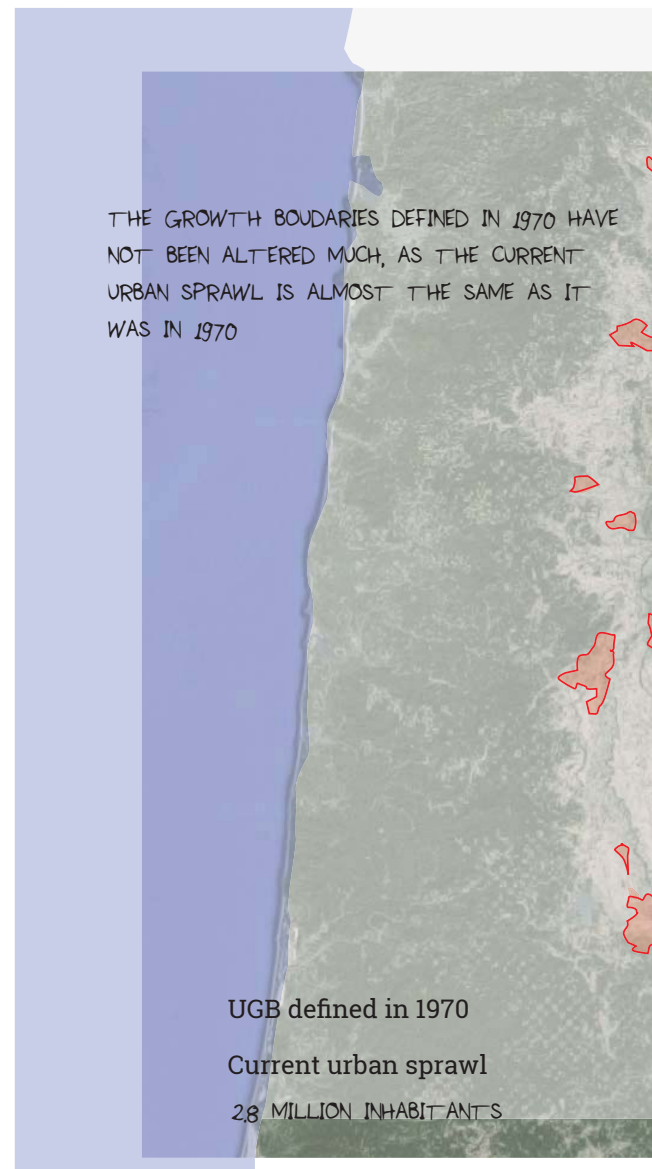 THE GROWTH BOUDARIES DEFINED IN 1970 HAVE
NOT BEEN ALTERED MUCH, AS THE CURRENT
URBAN SPRAWL IS ALMOST THE SAME AS IT
WAS IN 1970
UGB defined in 1970
Current urban sprawl
2.8 MILLION INHABITANTS